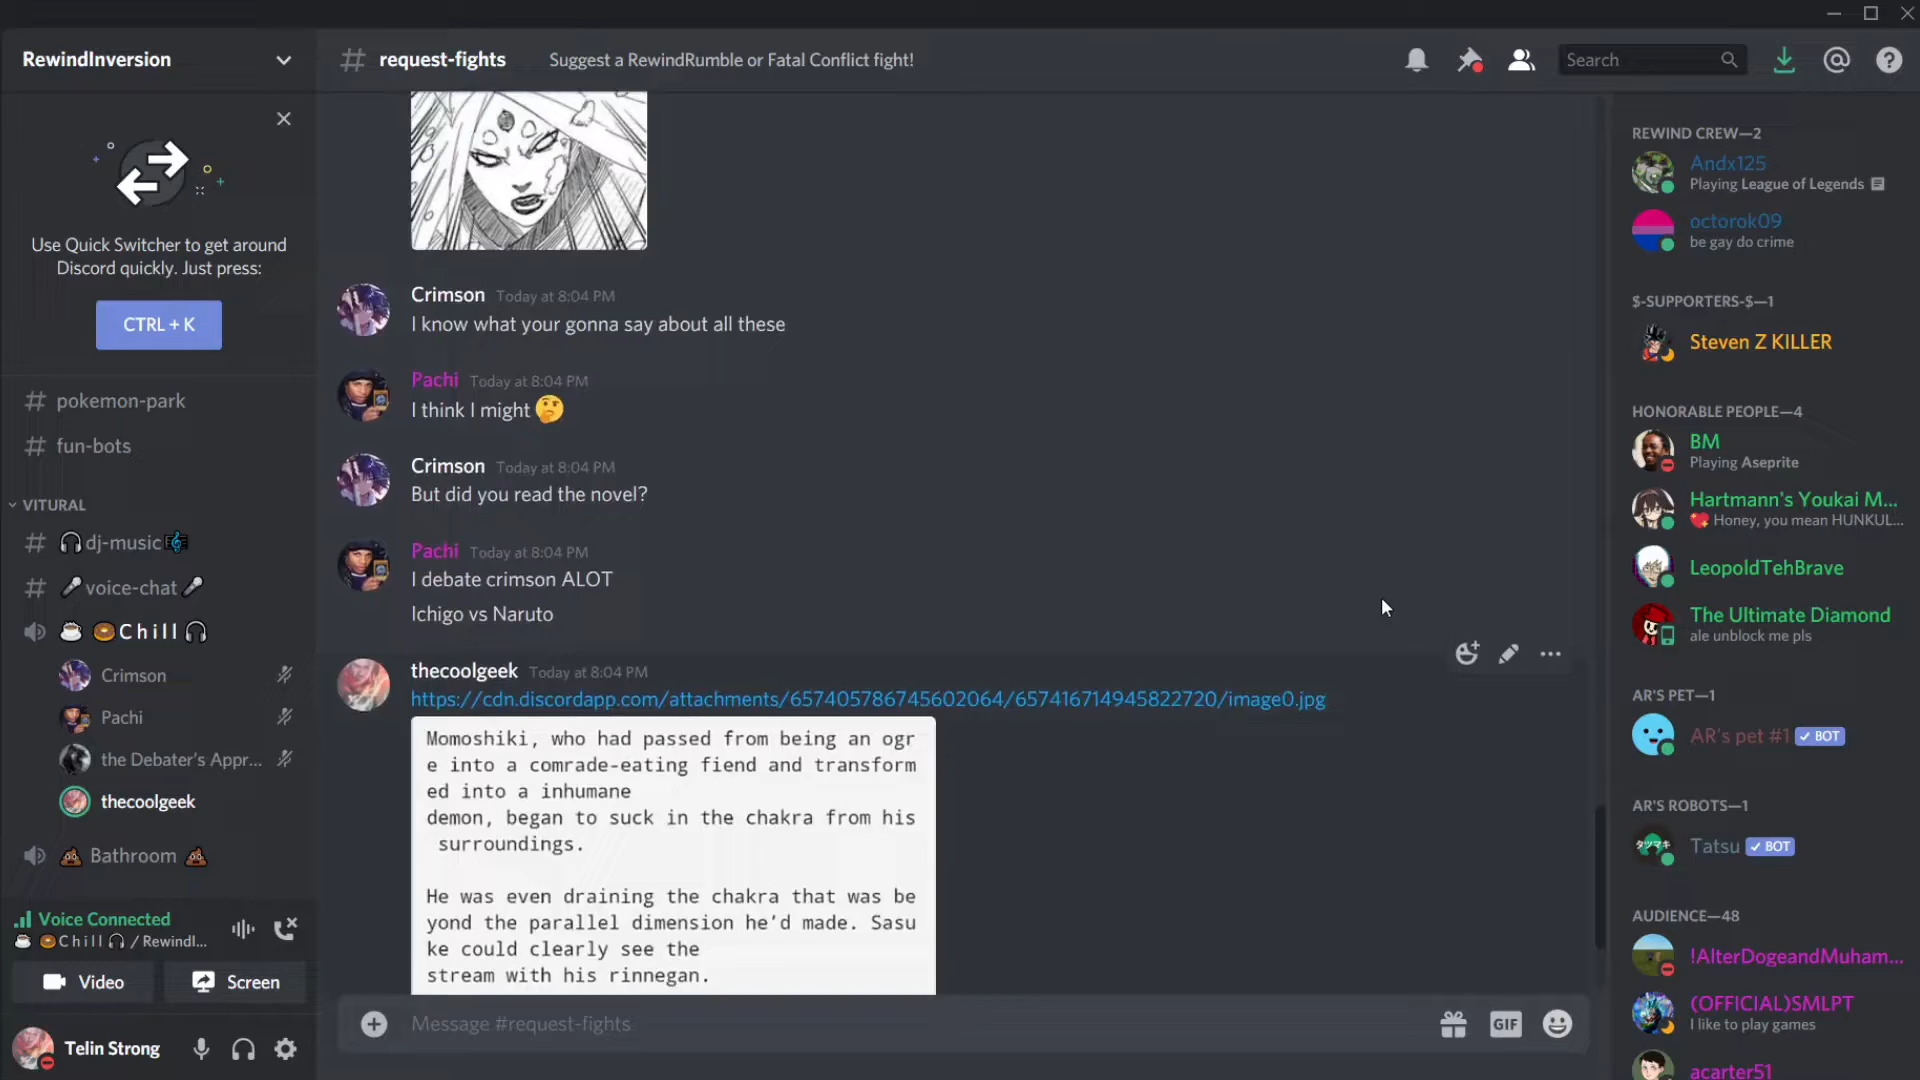 RewindInversion
Use Quick Switcher to get around
Discord quickly. Just press:
CTRL + K
# pokemon-park
# fun-bots
VITURAL
# dj-music
# voice-chat
Chill
Crimson
Pachi
the Debater's Appr...
thecoolgeek
Bathroom
Voice Connected
Chill / RewindI...
Video
Screen
Telin Strong
# request-fights
Suggest a RewindRumble or Fatal Conflict fight!
Search
Crimson Today at 8:04 PM
I know what your gonna say about all these
Pachi Today at 8:04 PM
I think I might 🤔
Crimson Today at 8:04 PM
But did you read the novel?
Pachi Today at 8:04 PM
I debate crimson ALOT
Ichigo vs Naruto
thecoolgeek Today at 8:04 PM
https://cdn.discordapp.com/attachments/657405786745602064/657416714945822720/image0.jpg
Momoshiki, who had passed from being an ogr
e into a comrade-eating fiend and transform
ed into a inhumane
demon, began to suck in the chakra from his
surroundings.
He was even draining the chakra that was be
yond the parallel dimension he'd made. Sasu
ke could clearly see the
stream with his rinnegan.
Message #request-fights
GIF
REWIND CREW—2
Andx125
Playing League of Legends
octorok09
be gay do crime
$-SUPPORTERS-$—1
Steven Z KILLER
HONORABLE PEOPLE—4
BM
Playing Aseprite
Hartmann's Youkai M...
Honey, you mean HUNKUL...
LeopoldTehBrave
The Ultimate Diamond
ale unblock me pls
AR'S PET—1
AR's pet #1 BOT
AR'S ROBOTS—1
Tatsu BOT
AUDIENCE—48
!AlterDogeandMuham...
(OFFICIAL)SMLPT
I like to play games
acarter51